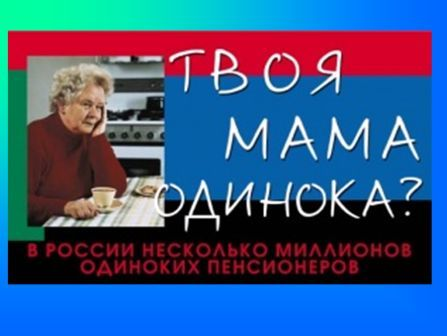 ТВОЯ
МАМА
ОДИНОКА?
В РОССИИ НЕСКОЛЬКО МИЛЛИОНОВ
ОДИНОКИХ ПЕНСИОНЕРОВ